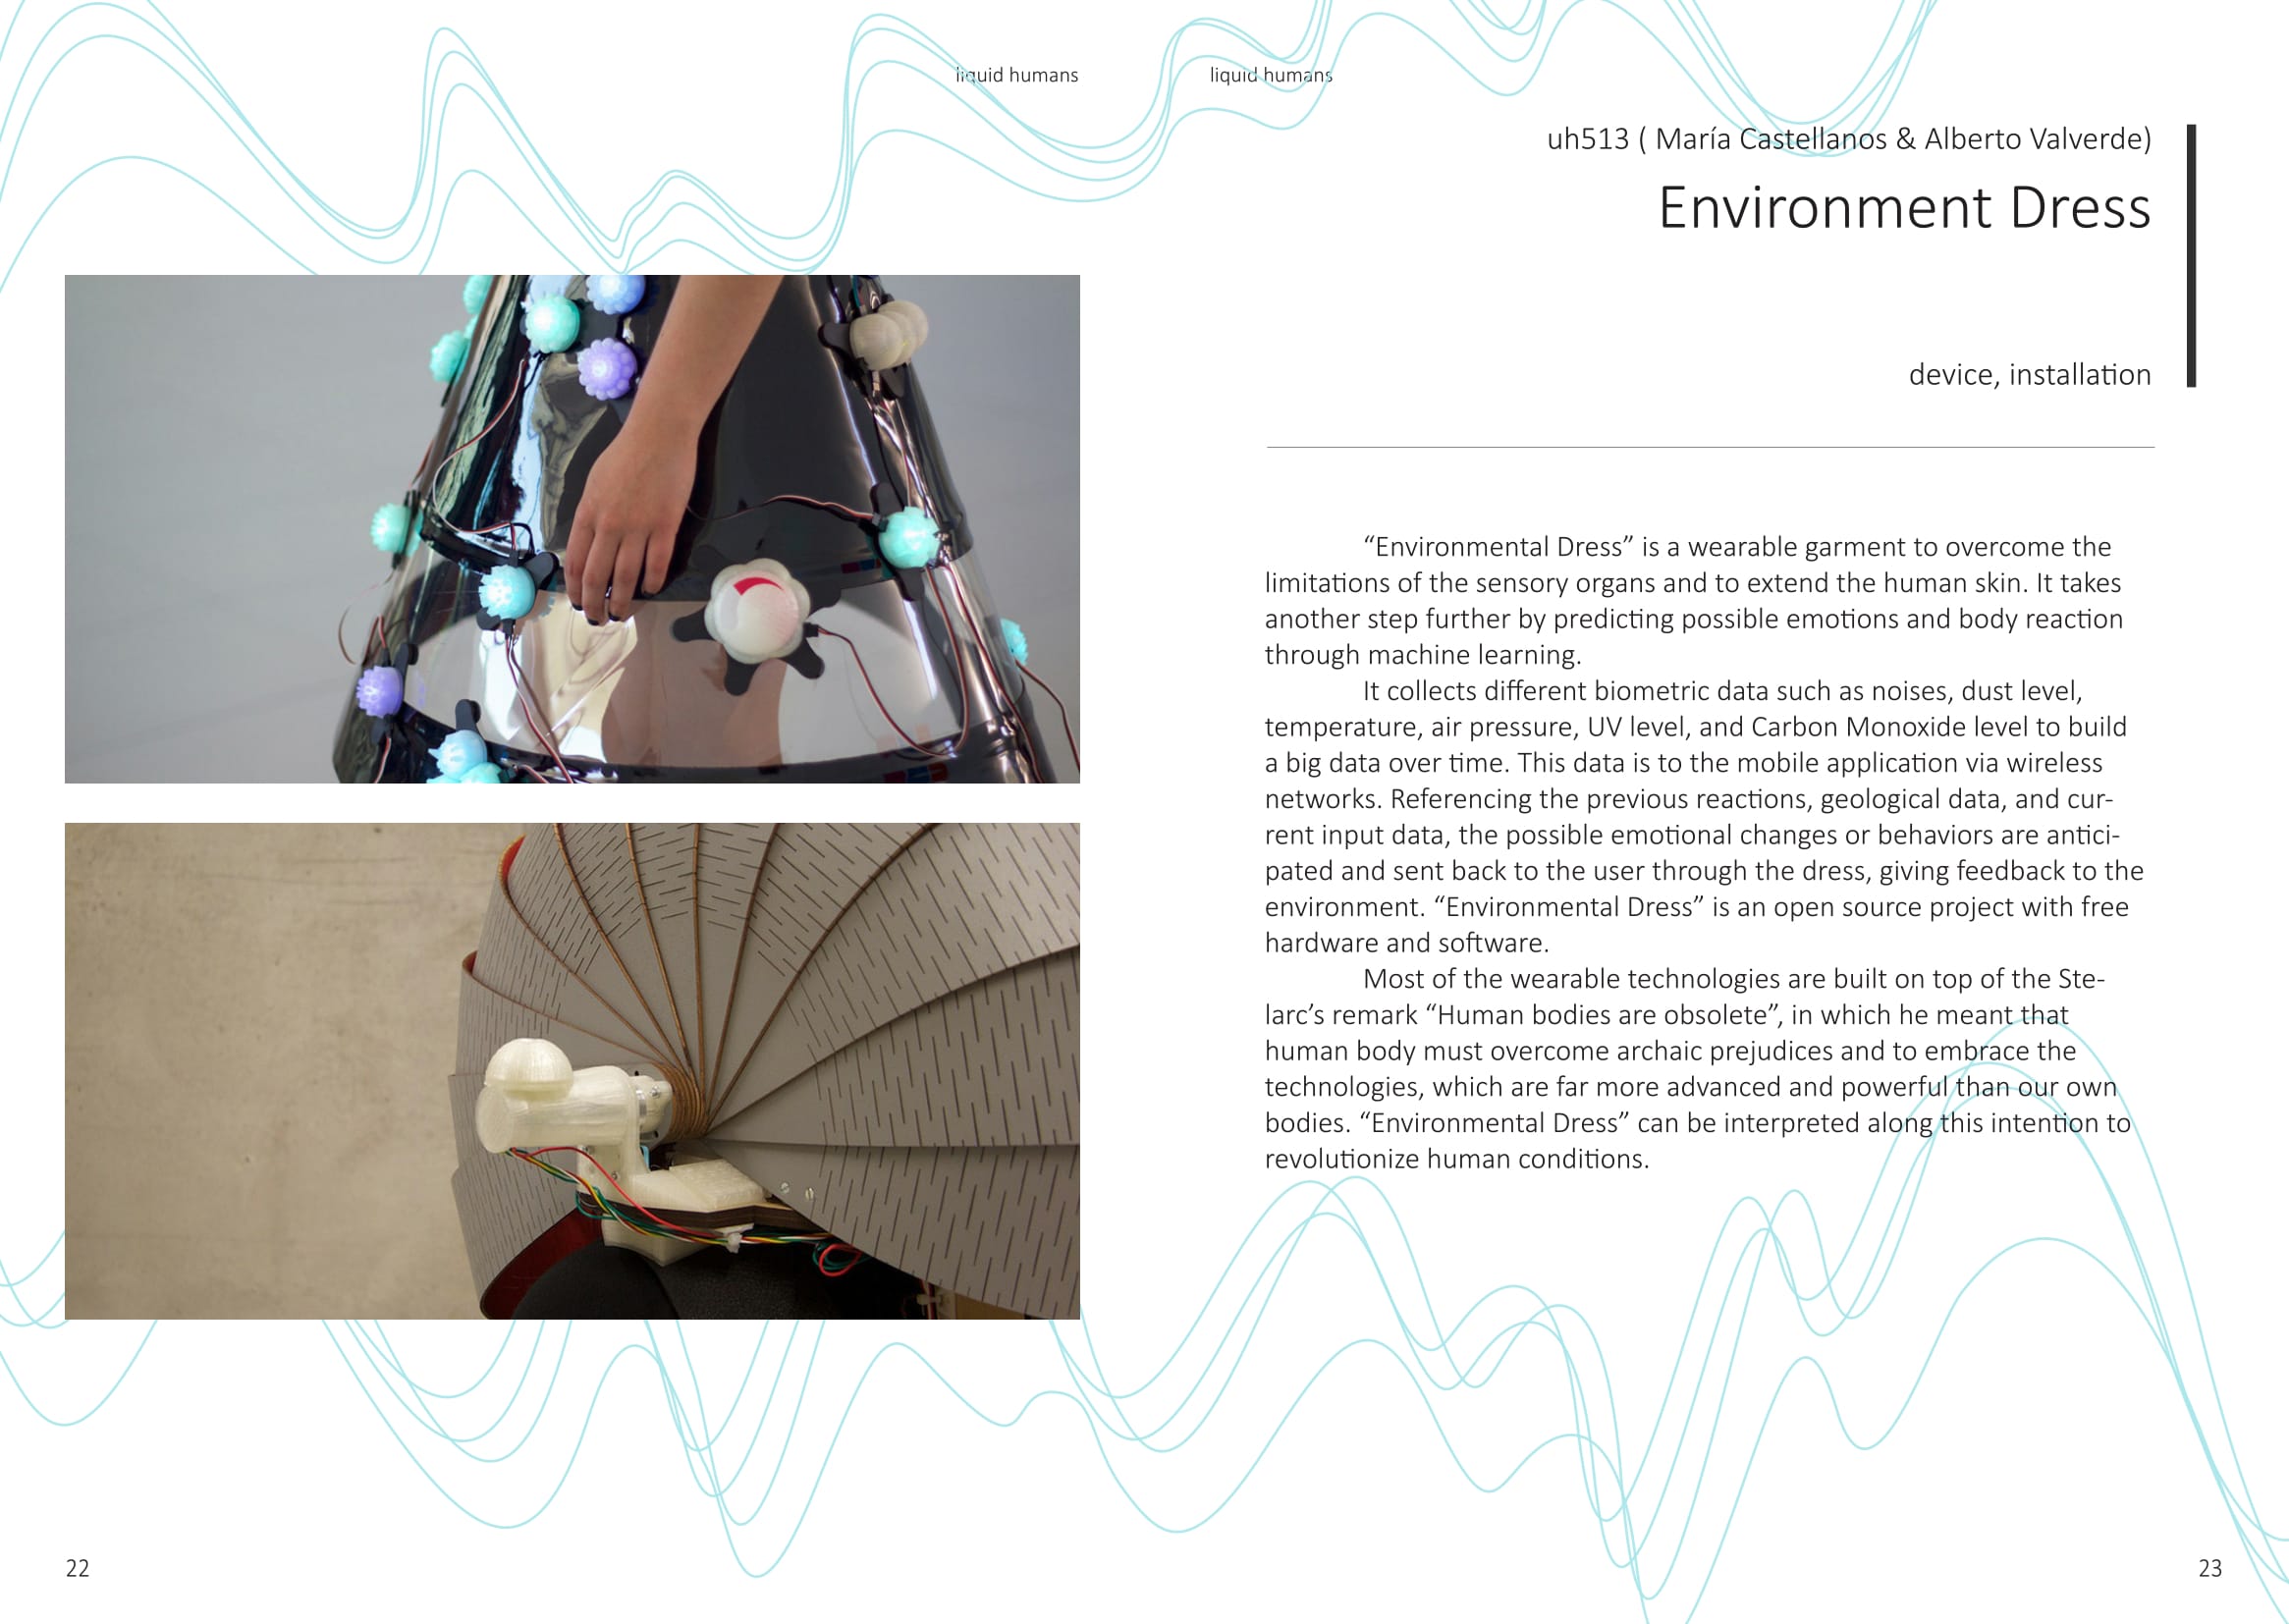 liquid humans
liquid humans
uh513 ( María Castellanos & Alberto Valverde)
Environment Dress
device, installation
“Environmental Dress” is a wearable garment to overcome the
limitations of the sensory organs and to extend the human skin. It takes
another step further by predicting possible emotions and body reaction
through machine learning.
It collects different biometric data such as noises, dust level,
temperature, air pressure, UV level, and Carbon Monoxide level to build
a big data over time. This data is to the mobile application via wireless
networks. Referencing the previous reactions, geological data, and cur-
rent input data, the possible emotional changes or behaviors are antici-
pated and sent back to the user through the dress, giving feedback to the
environment. “Environmental Dress” is an open source project with free
hardware and software.
Most of the wearable technologies are built on top of the Ste-
larc’s remark “Human bodies are obsolete”, in which he meant that
human body must overcome archaic prejudices and to embrace the
technologies, which are far more advanced and powerful than our own
bodies. “Environmental Dress” can be interpreted along this intention to
revolutionize human conditions.
22
23